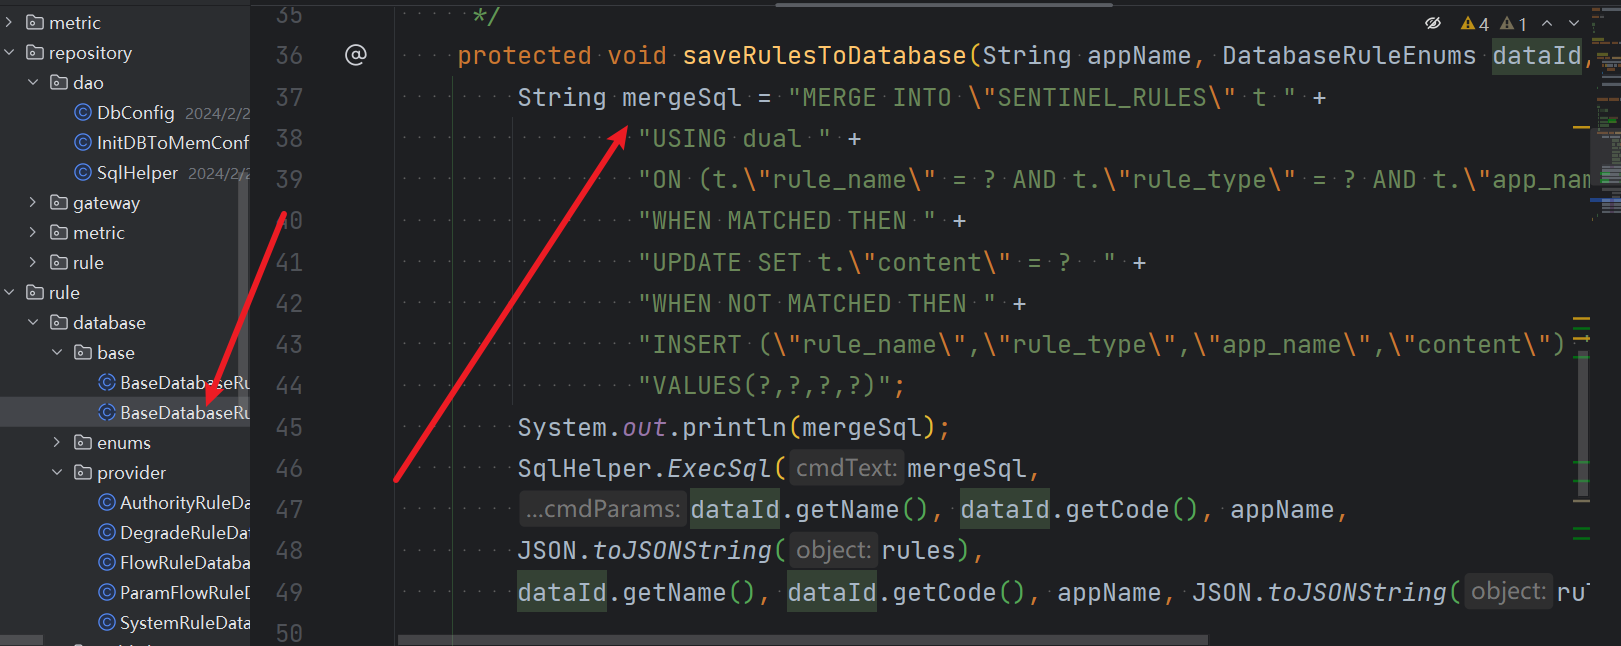 metric
repository
dao
DbConfig 2024/2/2
InitDBToMemConf
SqlHelper 2024/2/2
gateway
metric
rule
rule
database
base
BaseDatabaseRu
BaseDatabaseRu
enums
provider
AuthorityRuleDa
DegradeRuleDat
FlowRuleDataba
ParamFlowRuleD
SystemRuleData
4 1
35 */
36 @ protected void saveRulesToDatabase(String appName, DatabaseRuleEnums dataId,
37 String mergeSql = "MERGE INTO \"SENTINEL_RULES\" t " +
38 "USING dual " +
39 "ON (t.\"rule_name\" = ? AND t.\"rule_type\" = ? AND t.\"app_nam
40 "WHEN MATCHED THEN " +
41 "UPDATE SET t.\"content\" = ?  " +
42 "WHEN NOT MATCHED THEN " +
43 "INSERT (\"rule_name\",\"rule_type\",\"app_name\",\"content\")
44 "VALUES(?,?,?,?)";
45 System.out.println(mergeSql);
46 SqlHelper.ExecSql( cmdText: mergeSql,
47 ...cmdParams: dataId.getName(), dataId.getCode(), appName,
48 JSON.toJSONString( object: rules),
49 dataId.getName(), dataId.getCode(), appName, JSON.toJSONString( object: ru
50